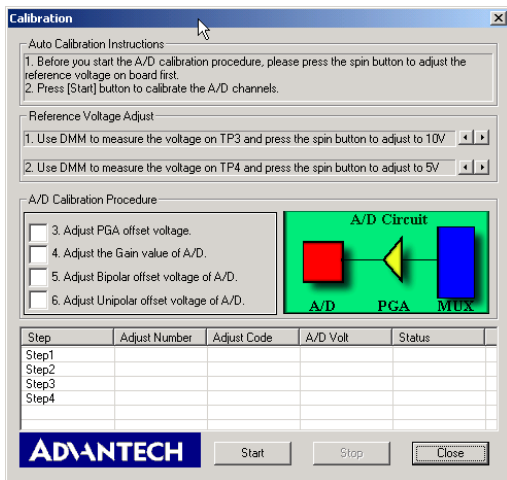 Calibration
Auto Calibration Instructions
1. Before you start the A/D calibration procedure, please press the spin button to adjust the
reference voltage on board first.
2. Press [Start] button to calibrate the A/D channels.
Reference Voltage Adjust
1. Use DMM to measure the voltage on TP3 and press the spin button to adjust to 10V
2. Use DMM to measure the voltage on TP4 and press the spin button to adjust to 5V
A/D Calibration Procedure
3. Adjust PGA offset voltage.
4. Adjust the Gain value of A/D.
5. Adjust Bipolar offset voltage of A/D.
6. Adjust Unipolar offset voltage of A/D.
A/D Circuit
A/D PGA MUX
Step Adjust Number Adjust Code A/D Volt Status
Step1
Step2
Step3
Step4
ADVANTECH Start Stop Close